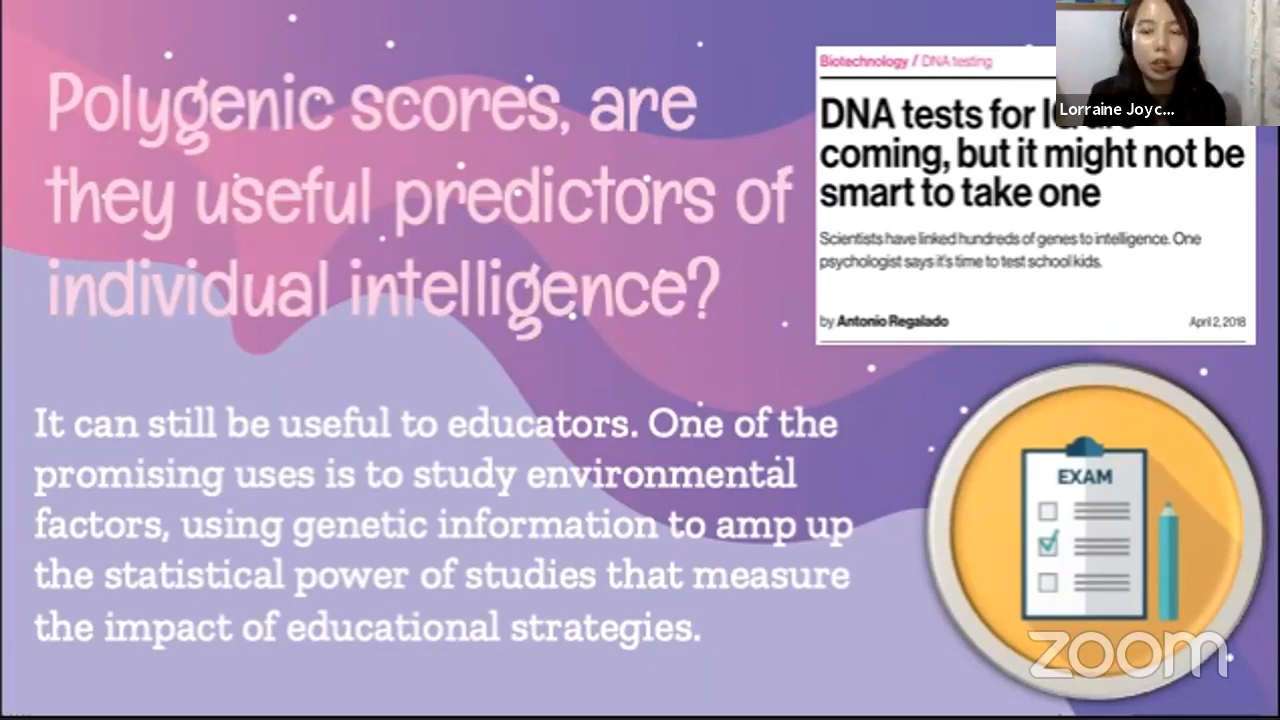 Polygenic scores, are
they useful predictors of
individual intelligence?
Biotechnology / DNA testing
DNA tests for
coming, but it might not be
smart to take one
Scientists have linked hundreds of genes to intelligence. One
psychologist says it's time to test school kids.
by Antonio Regalado
April 2, 2018
Lorraine Joyc...
It can still be useful to educators. One of the
promising uses is to study environmental
factors, using genetic information to amp up
the statistical power of studies that measure
the impact of educational strategies.
EXAM
zoom